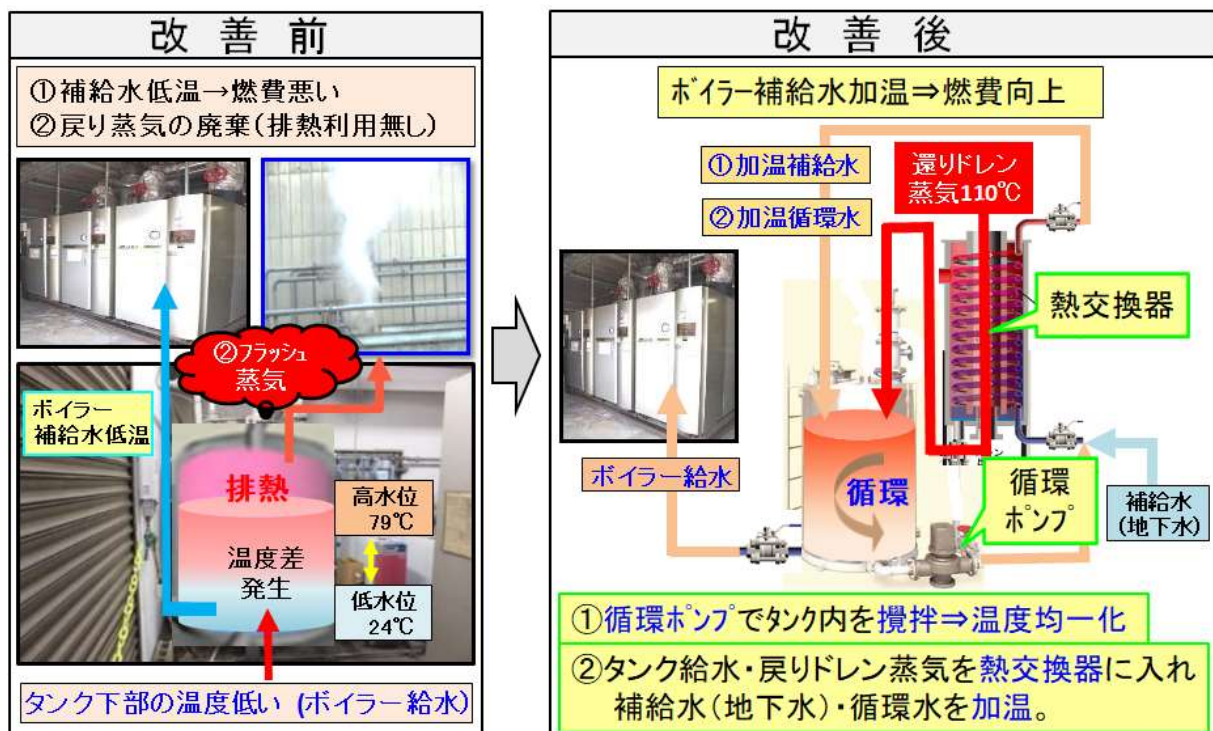 改善前
①補給水低温→燃費悪い
②戻り蒸気の廃棄(排熱利用無し)
②フラッシュ
蒸気
ボイラー
補給水低温
排熱
高水位
79℃
温度差
発生
低水位
24℃
タンク下部の温度低い (ボイラー給水)
改善後
ボイラー補給水加温⇒燃費向上
①加温補給水
②加温循環水
還りドレン
蒸気110℃
熱交換器
ボイラー給水
循環
循環
ポンプ
補給水
(地下水)
①循環ポンプでタンク内を攪拌⇒温度均一化
②タンク給水・戻りドレン蒸気を熱交換器に入れ
補給水(地下水)・循環水を加温。